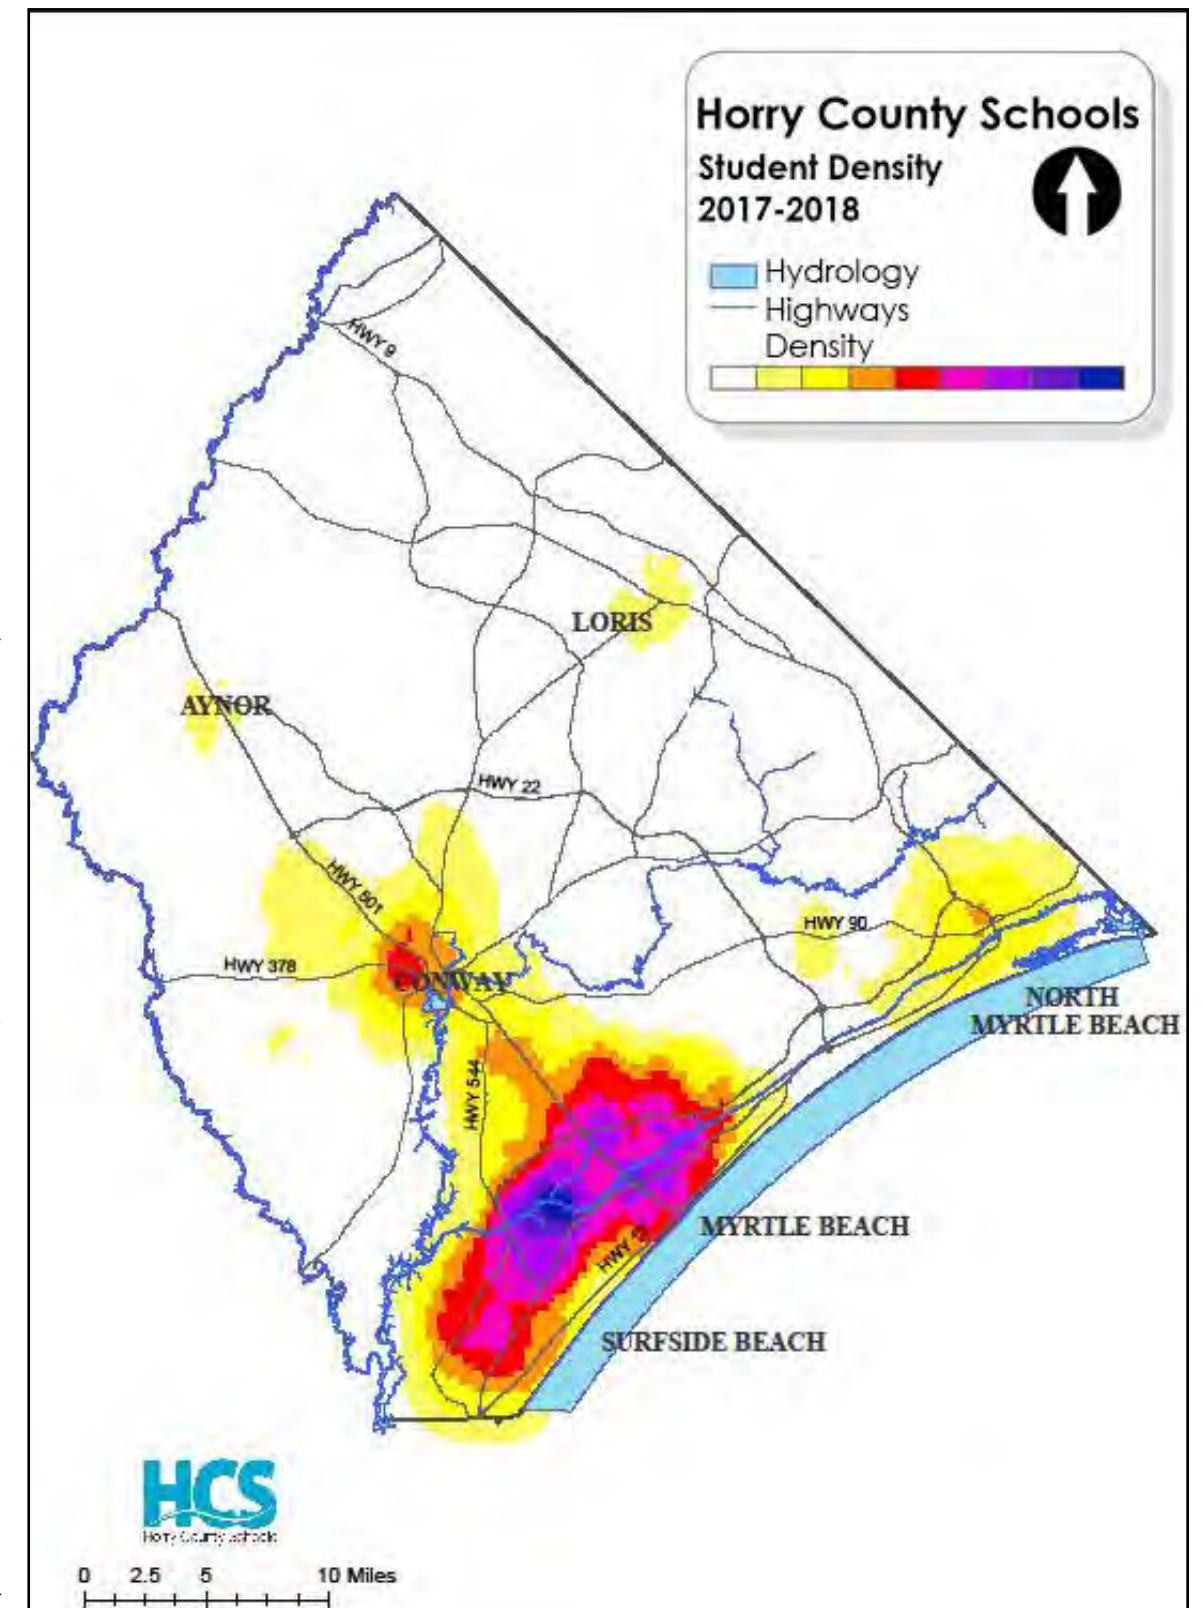 Horry County Schools
Student Density
2017-2018
Hydrology
Highways
Density
HWY 9
LORIS
AYNOR
HWY 22
HWY 501
HWY 90
HWY 378
CONWAY
NORTH
MYRTLE BEACH
HWY 544
MYRTLE BEACH
HWY
SURFSIDE BEACH
HCS
Horry County Schools
0 2.5 5 10 Miles